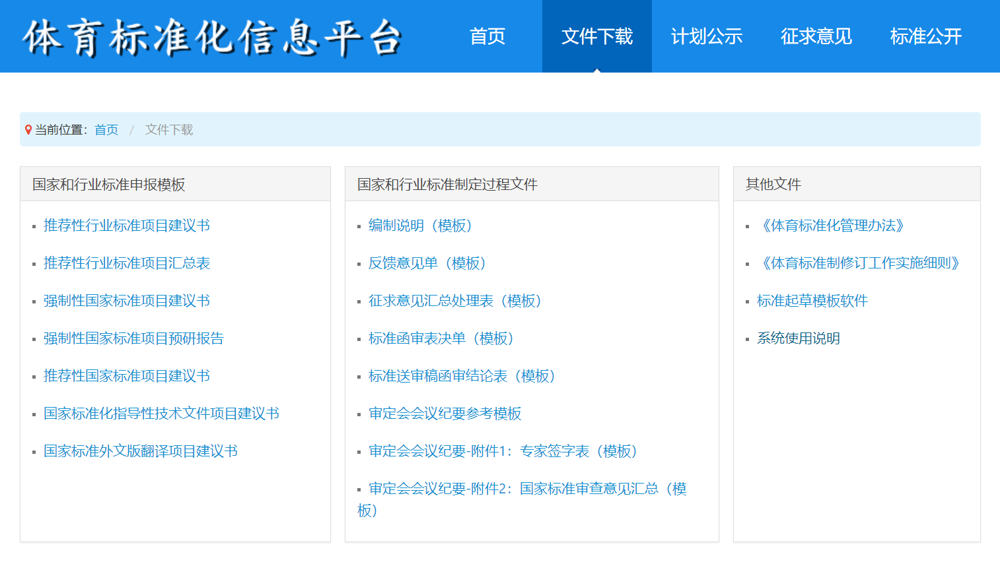 体育标准化信息平台
首页
文件下载
计划公示
征求意见
标准公开
当前位置：首页 / 文件下载
国家和行业标准申报模板
推荐性行业标准项目建议书
推荐性行业标准项目汇总表
强制性国家标准项目建议书
强制性国家标准项目预研报告
推荐性国家标准项目建议书
国家标准化指导性技术文件项目建议书
国家标准外文版翻译项目建议书
国家和行业标准制定过程文件
编制说明（模板）
反馈意见单（模板）
征求意见汇总处理表（模板）
标准函审表决单（模板）
标准送审稿函审结论表（模板）
审定会会议纪要参考模板
审定会会议纪要-附件1：专家签字表（模板）
审定会会议纪要-附件2：国家标准审查意见汇总（模
板）
其他文件
《体育标准化管理办法》
《体育标准制修订工作实施细则》
标准起草模板软件
系统使用说明